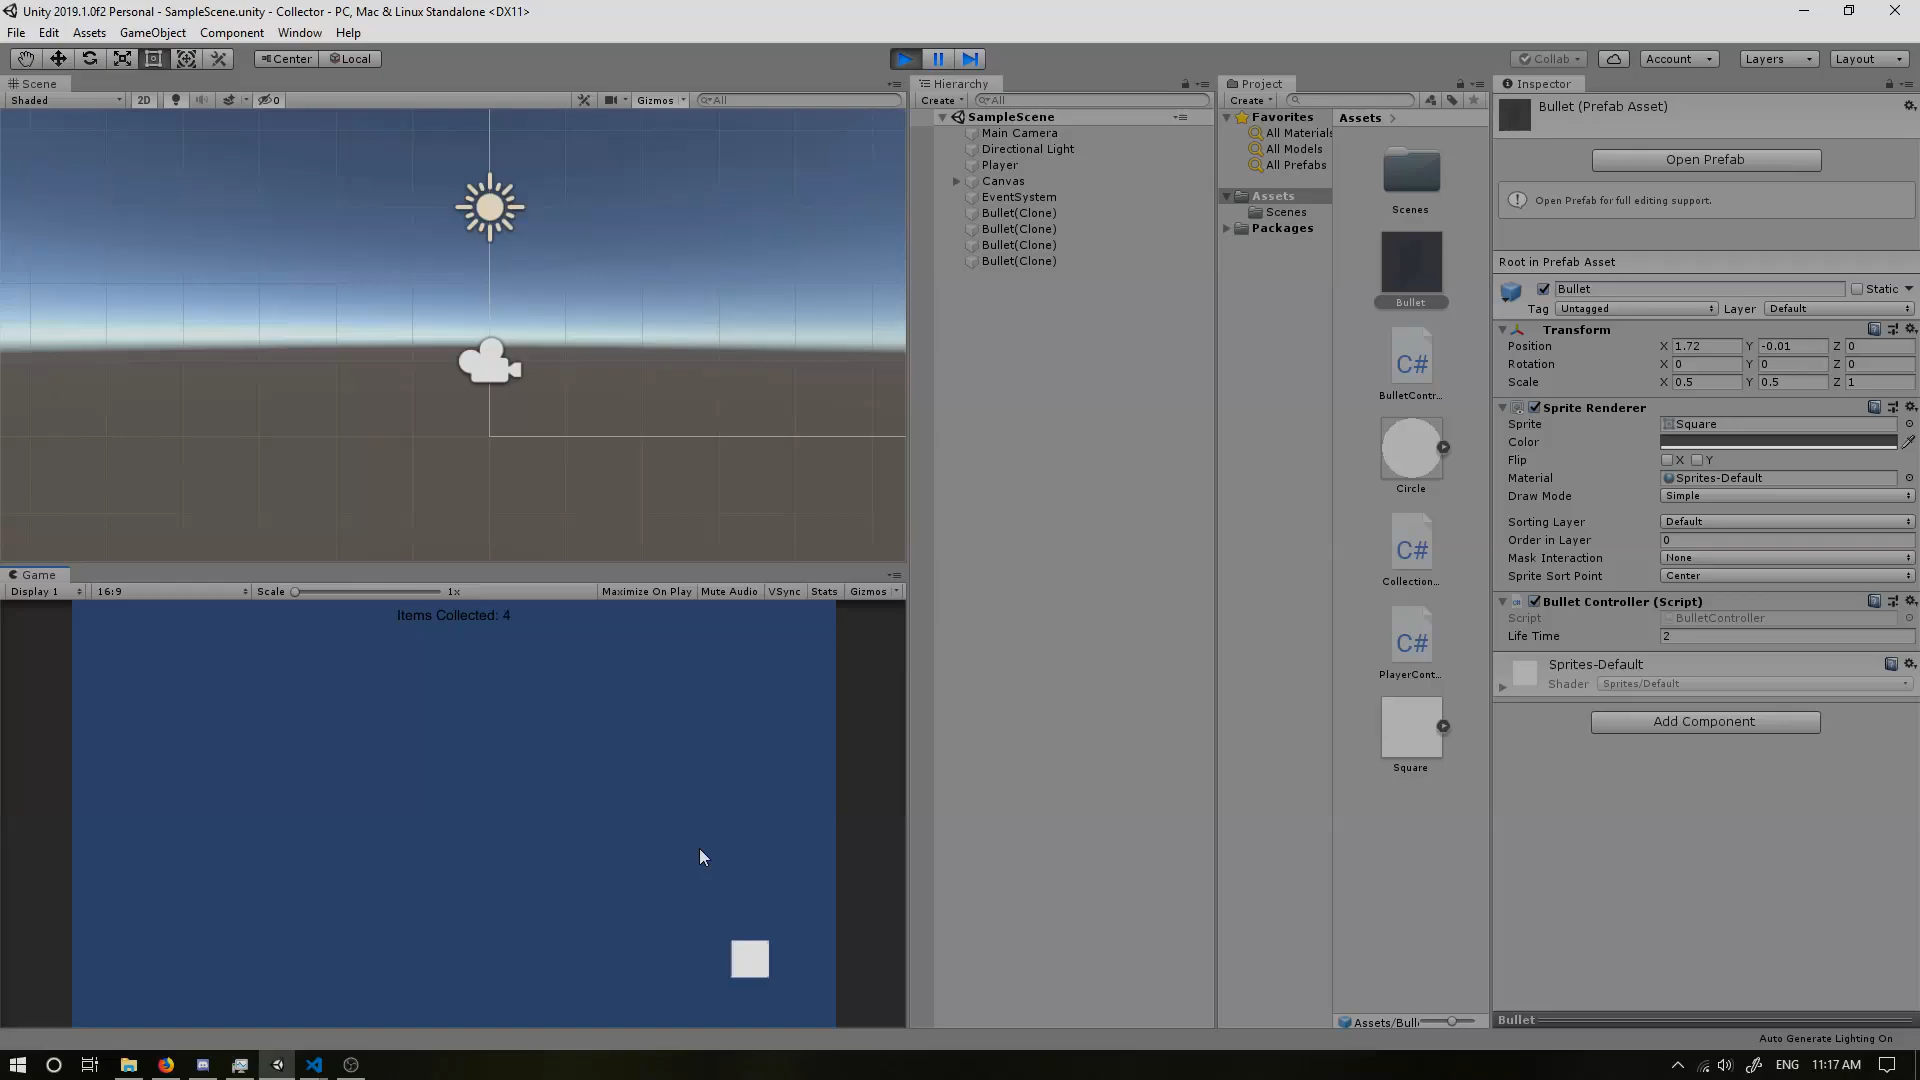 Unity 2019.1.0f2 Personal - SampleScene.unity - Collector - PC, Mac & Linux Standalone <DX11>
File Edit Assets GameObject Component Window Help
Center Local Collab Account Layers Layout
Scene
Shaded 2D 0 Gizmos All
Hierarchy
Create All
SampleScene
Main Camera
Directional Light
Player
Canvas
EventSystem
Bullet(Clone)
Bullet(Clone)
Bullet(Clone)
Bullet(Clone)
Project
Create
Favorites
All Materials
All Models
All Prefabs
Assets
Scenes
Packages
Assets
Scenes
Bullet
C#
BulletContr...
Circle
C#
Collection...
C#
PlayerCont...
Square
Assets/Bull
Inspector
Bullet (Prefab Asset)
Open Prefab
Open Prefab for full editing support.
Root in Prefab Asset
Bullet Static
Tag Untagged Layer Default
Transform
Position X 1.72 Y -0.01 Z 0
Rotation X 0 Y 0 Z 0
Scale X 0.5 Y 0.5 Z 1
Sprite Renderer
Sprite Square
Color
Flip X Y
Material Sprites-Default
Draw Mode Simple
Sorting Layer Default
Order in Layer 0
Mask Interaction None
Sprite Sort Point Center
Bullet Controller (Script)
Script BulletController
Life Time 2
Sprites-Default
Shader Sprites/Default
Add Component
Bullet
Game
Display 1 16:9 Scale 1x Maximize On Play Mute Audio VSync Stats Gizmos
Items Collected: 4
Auto Generate Lighting On
ENG 11:17 AM